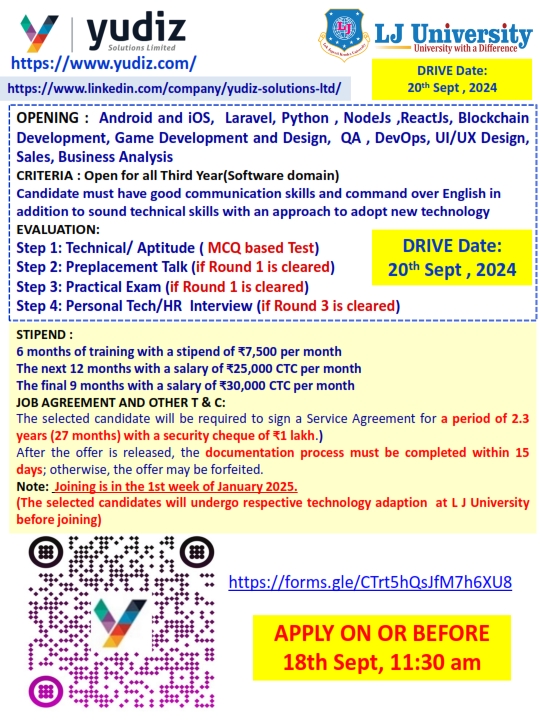 yudiz
Solutions Limited
LJ University
University with a Difference
https://www.yudiz.com/
https://www.linkedin.com/company/yudiz-solutions-ltd/
DRIVE Date:
20th Sept , 2024
OPENING : Android and iOS, Laravel, Python , NodeJs ,ReactJs, Blockchain
Development, Game Development and Design, QA , DevOps, UI/UX Design,
Sales, Business Analysis
CRITERIA : Open for all Third Year(Software domain)
Candidate must have good communication skills and command over English in
addition to sound technical skills with an approach to adopt new technology
EVALUATION:
Step 1: Technical/ Aptitude ( MCQ based Test)
Step 2: Preplacement Talk (if Round 1 is cleared)
Step 3: Practical Exam (if Round 1 is cleared)
Step 4: Personal Tech/HR Interview (if Round 3 is cleared)
DRIVE Date:
20th Sept , 2024
STIPEND :
6 months of training with a stipend of ₹7,500 per month
The next 12 months with a salary of ₹25,000 CTC per month
The final 9 months with a salary of ₹30,000 CTC per month
JOB AGREEMENT AND OTHER T & C:
The selected candidate will be required to sign a Service Agreement for a period of 2.3
years (27 months) with a security cheque of ₹1 lakh.)
After the offer is released, the documentation process must be completed within 15
days; otherwise, the offer may be forfeited.
Note: Joining is in the 1st week of January 2025.
(The selected candidates will undergo respective technology adaption at L J University
before joining)
https://forms.gle/CTrt5hQsJfM7h6XU8
APPLY ON OR BEFORE
18th Sept, 11:30 am